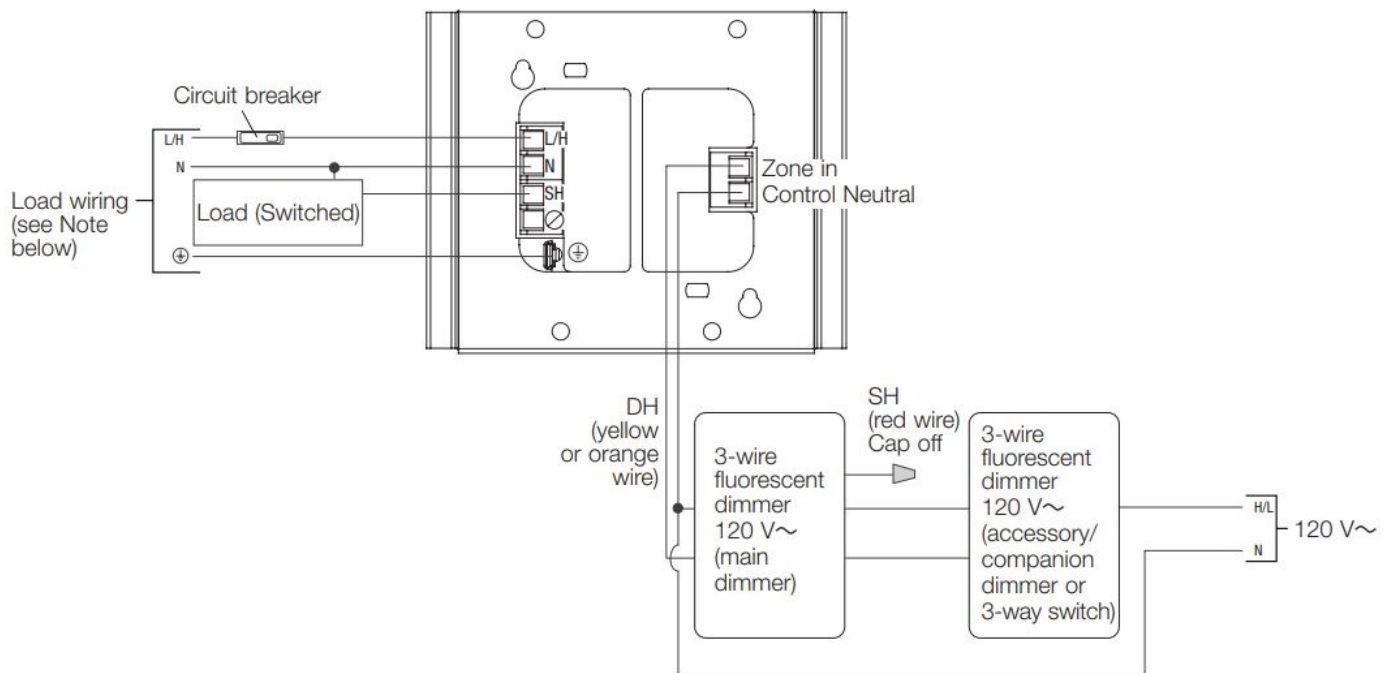 Circuit breaker
L/H
N
Load (Switched)
Load wiring
(see Note
below)
L/H
N
SH
Zone in
Control Neutral
DH
(yellow
or orange
wire)
SH
(red wire)
Cap off
3-wire
fluorescent
dimmer
120 V~
(main
dimmer)
3-wire
fluorescent
dimmer
120 V~
(accessory/
companion
dimmer or
3-way switch)
H/L
N
120 V~